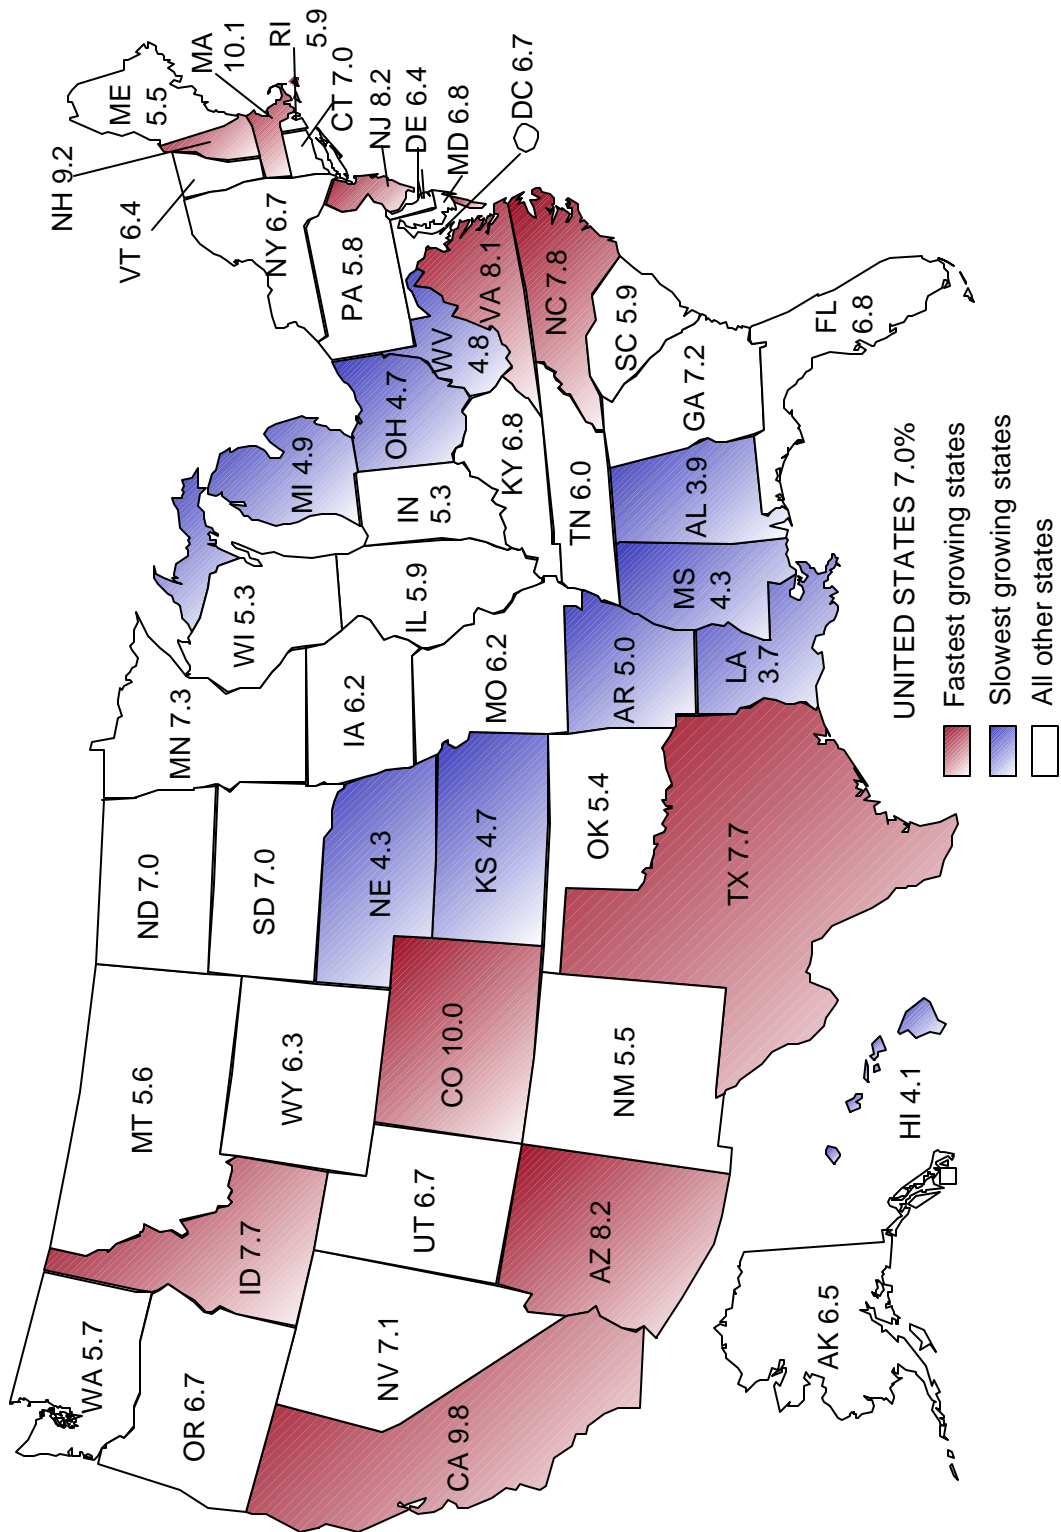 WA 5.7
OR 6.7
CA 9.8
NV 7.1
ID 7.7
MT 5.6
WY 6.3
UT 6.7
AZ 8.2
CO 10.0
NM 5.5
ND 7.0
SD 7.0
NE 4.3
KS 4.7
OK 5.4
TX 7.7
MN 7.3
IA 6.2
MO 6.2
AR 5.0
LA
3.7
WI 5.3
IL 5.9
MS
4.3
MI 4.9
IN
5.3
KY 6.8
TN 6.0
AL 3.9
OH 4.7
WV
4.8
VA 8.1
NC 7.8
SC 5.9
GA 7.2
FL
6.8
PA 5.8
NY 6.7
VT 6.4
NH 9.2
ME
5.5
MA
10.1
RI
5.9
CT 7.0
NJ 8.2
DE 6.4
MD 6.8
DC 6.7
AK 6.5
HI 4.1
UNITED STATES 7.0%
Fastest growing states
Slowest growing states
All other states